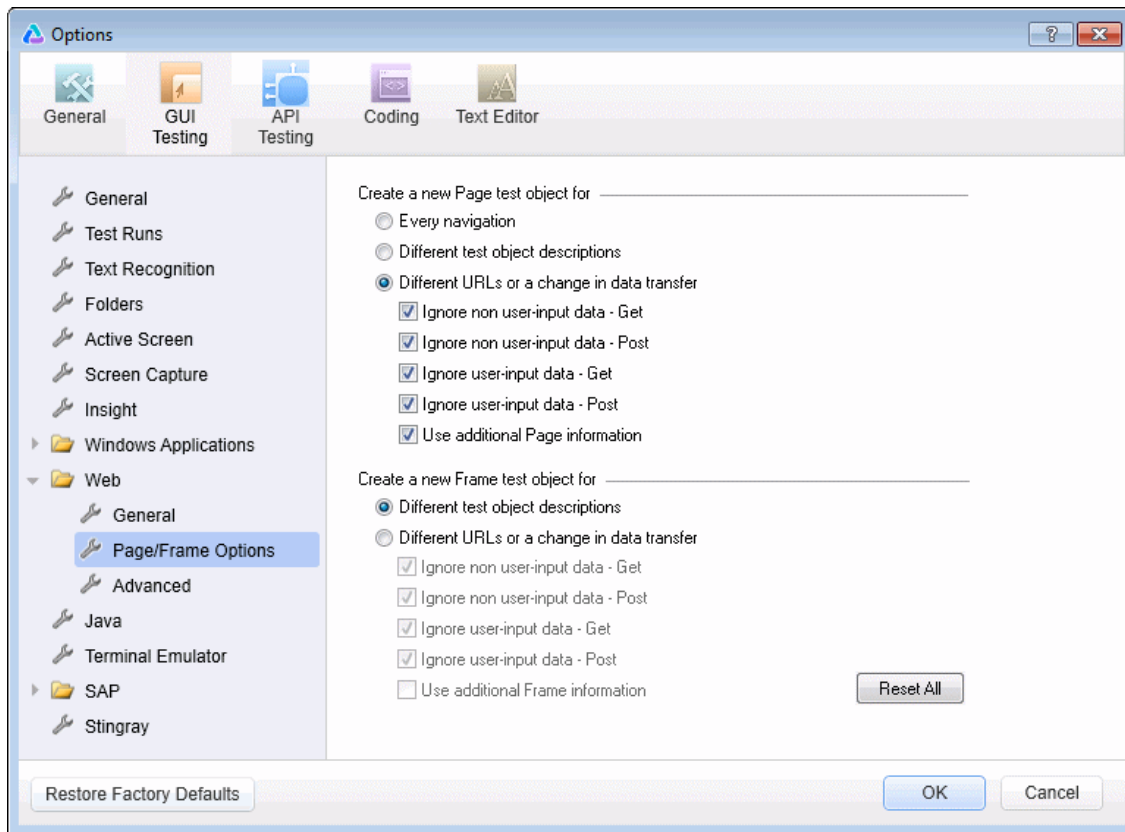 Options
General
GUI
Testing
API
Testing
Coding
Text Editor
General
Test Runs
Text Recognition
Folders
Active Screen
Screen Capture
Insight
Windows Applications
Web
General
Page/Frame Options
Advanced
Java
Terminal Emulator
SAP
Stingray
Create a new Page test object for
Every navigation
Different test object descriptions
Different URLs or a change in data transfer
Ignore non user-input data - Get
Ignore non user-input data - Post
Ignore user-input data - Get
Ignore user-input data - Post
Use additional Page information
Create a new Frame test object for
Different test object descriptions
Different URLs or a change in data transfer
Ignore non user-input data - Get
Ignore non user-input data - Post
Ignore user-input data - Get
Ignore user-input data - Post
Use additional Frame information
Reset All
Restore Factory Defaults
OK
Cancel